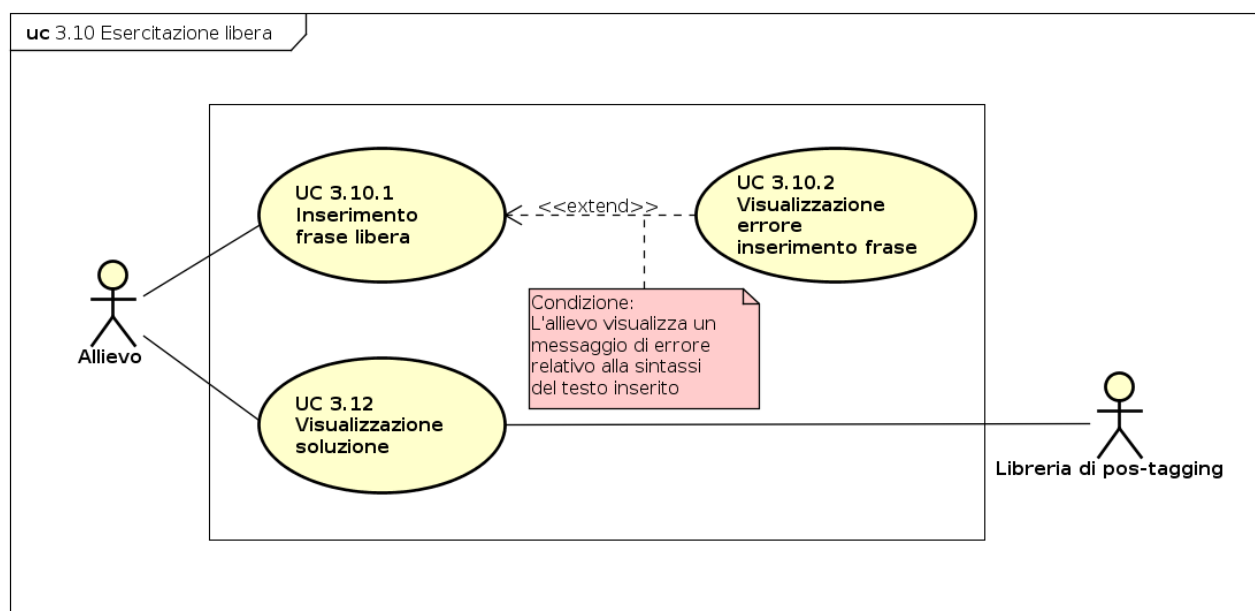 uc 3.10 Esercitazione libera
UC 3.10.1
Inserimento
frase libera
<<extend>>
UC 3.10.2
Visualizzazione
errore
inserimento frase
Condizione:
L'allievo visualizza un
messaggio di errore
relativo alla sintassi
del testo inserito
Allievo
UC 3.12
Visualizzazione
soluzione
Libreria di pos-tagging